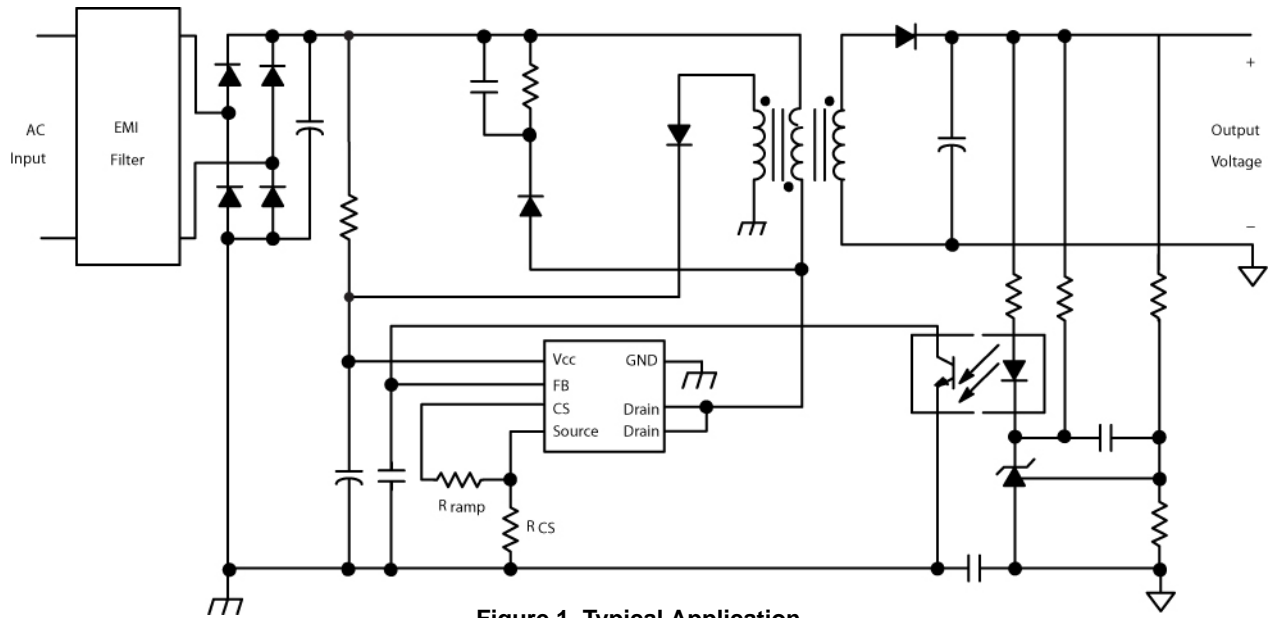 AC
Input
EMI
Filter
+
Output
Voltage
−
Vcc
GND
FB
CS
Drain
Source
Drain
R ramp
R CS
Figure 1. Typical Application